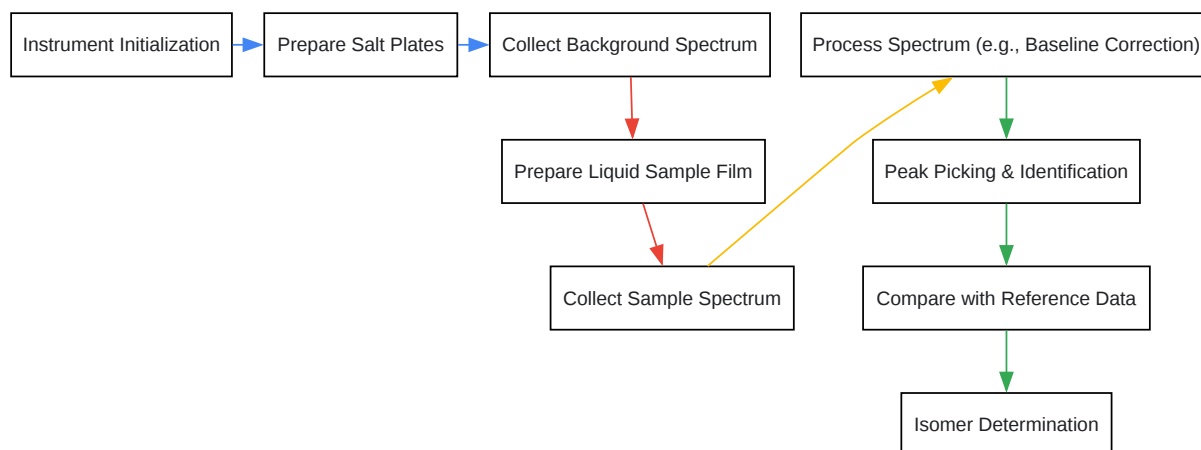 Instrument Initialization
Prepare Salt Plates
Collect Background Spectrum
Prepare Liquid Sample Film
Collect Sample Spectrum
Process Spectrum (e.g., Baseline Correction)
Peak Picking & Identification
Compare with Reference Data
Isomer Determination